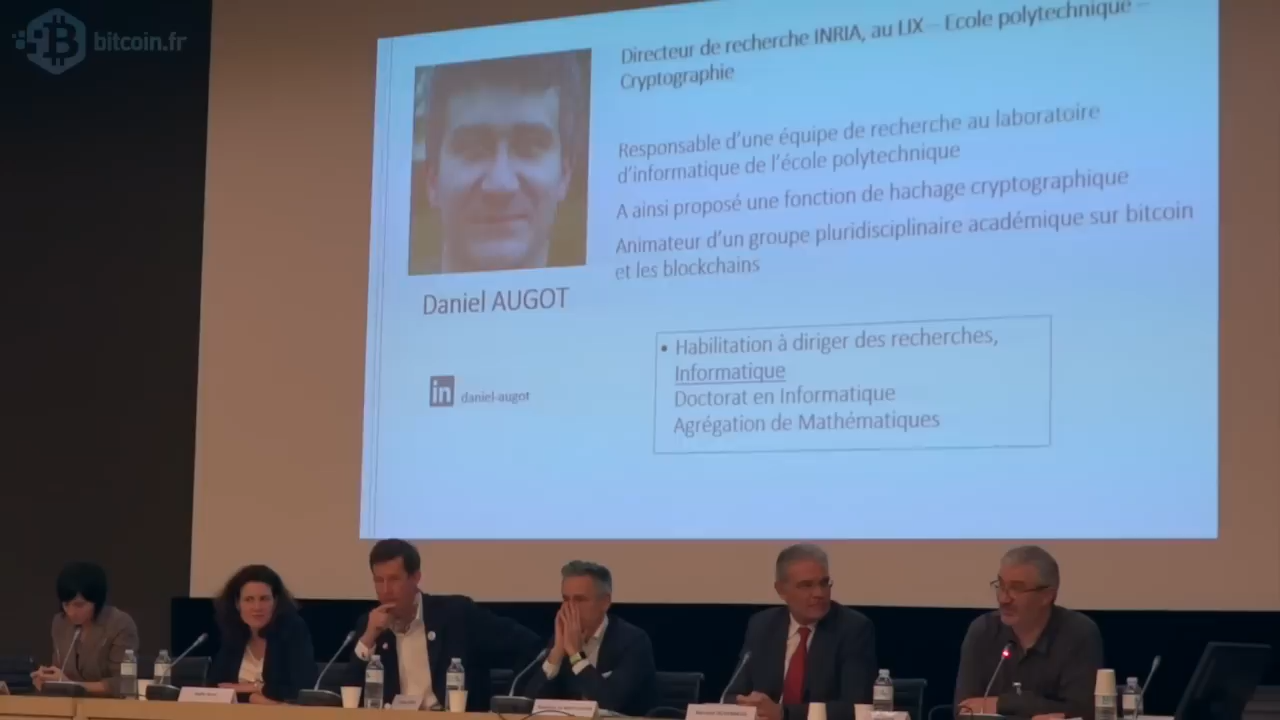 bitcoin.fr
Directeur de recherche INRIA, au LIX – Ecole polytechnique –
Cryptographie
Responsable d'une équipe de recherche au laboratoire
d'informatique de l'école polytechnique
A ainsi proposé une fonction de hachage cryptographique
Animateur d'un groupe pluridisciplinaire académique sur bitcoin
et les blockchains
Daniel AUGOT
in daniel-augot
• Habilitation à diriger des recherches,
Informatique
Doctorat en Informatique
Agrégation de Mathématiques